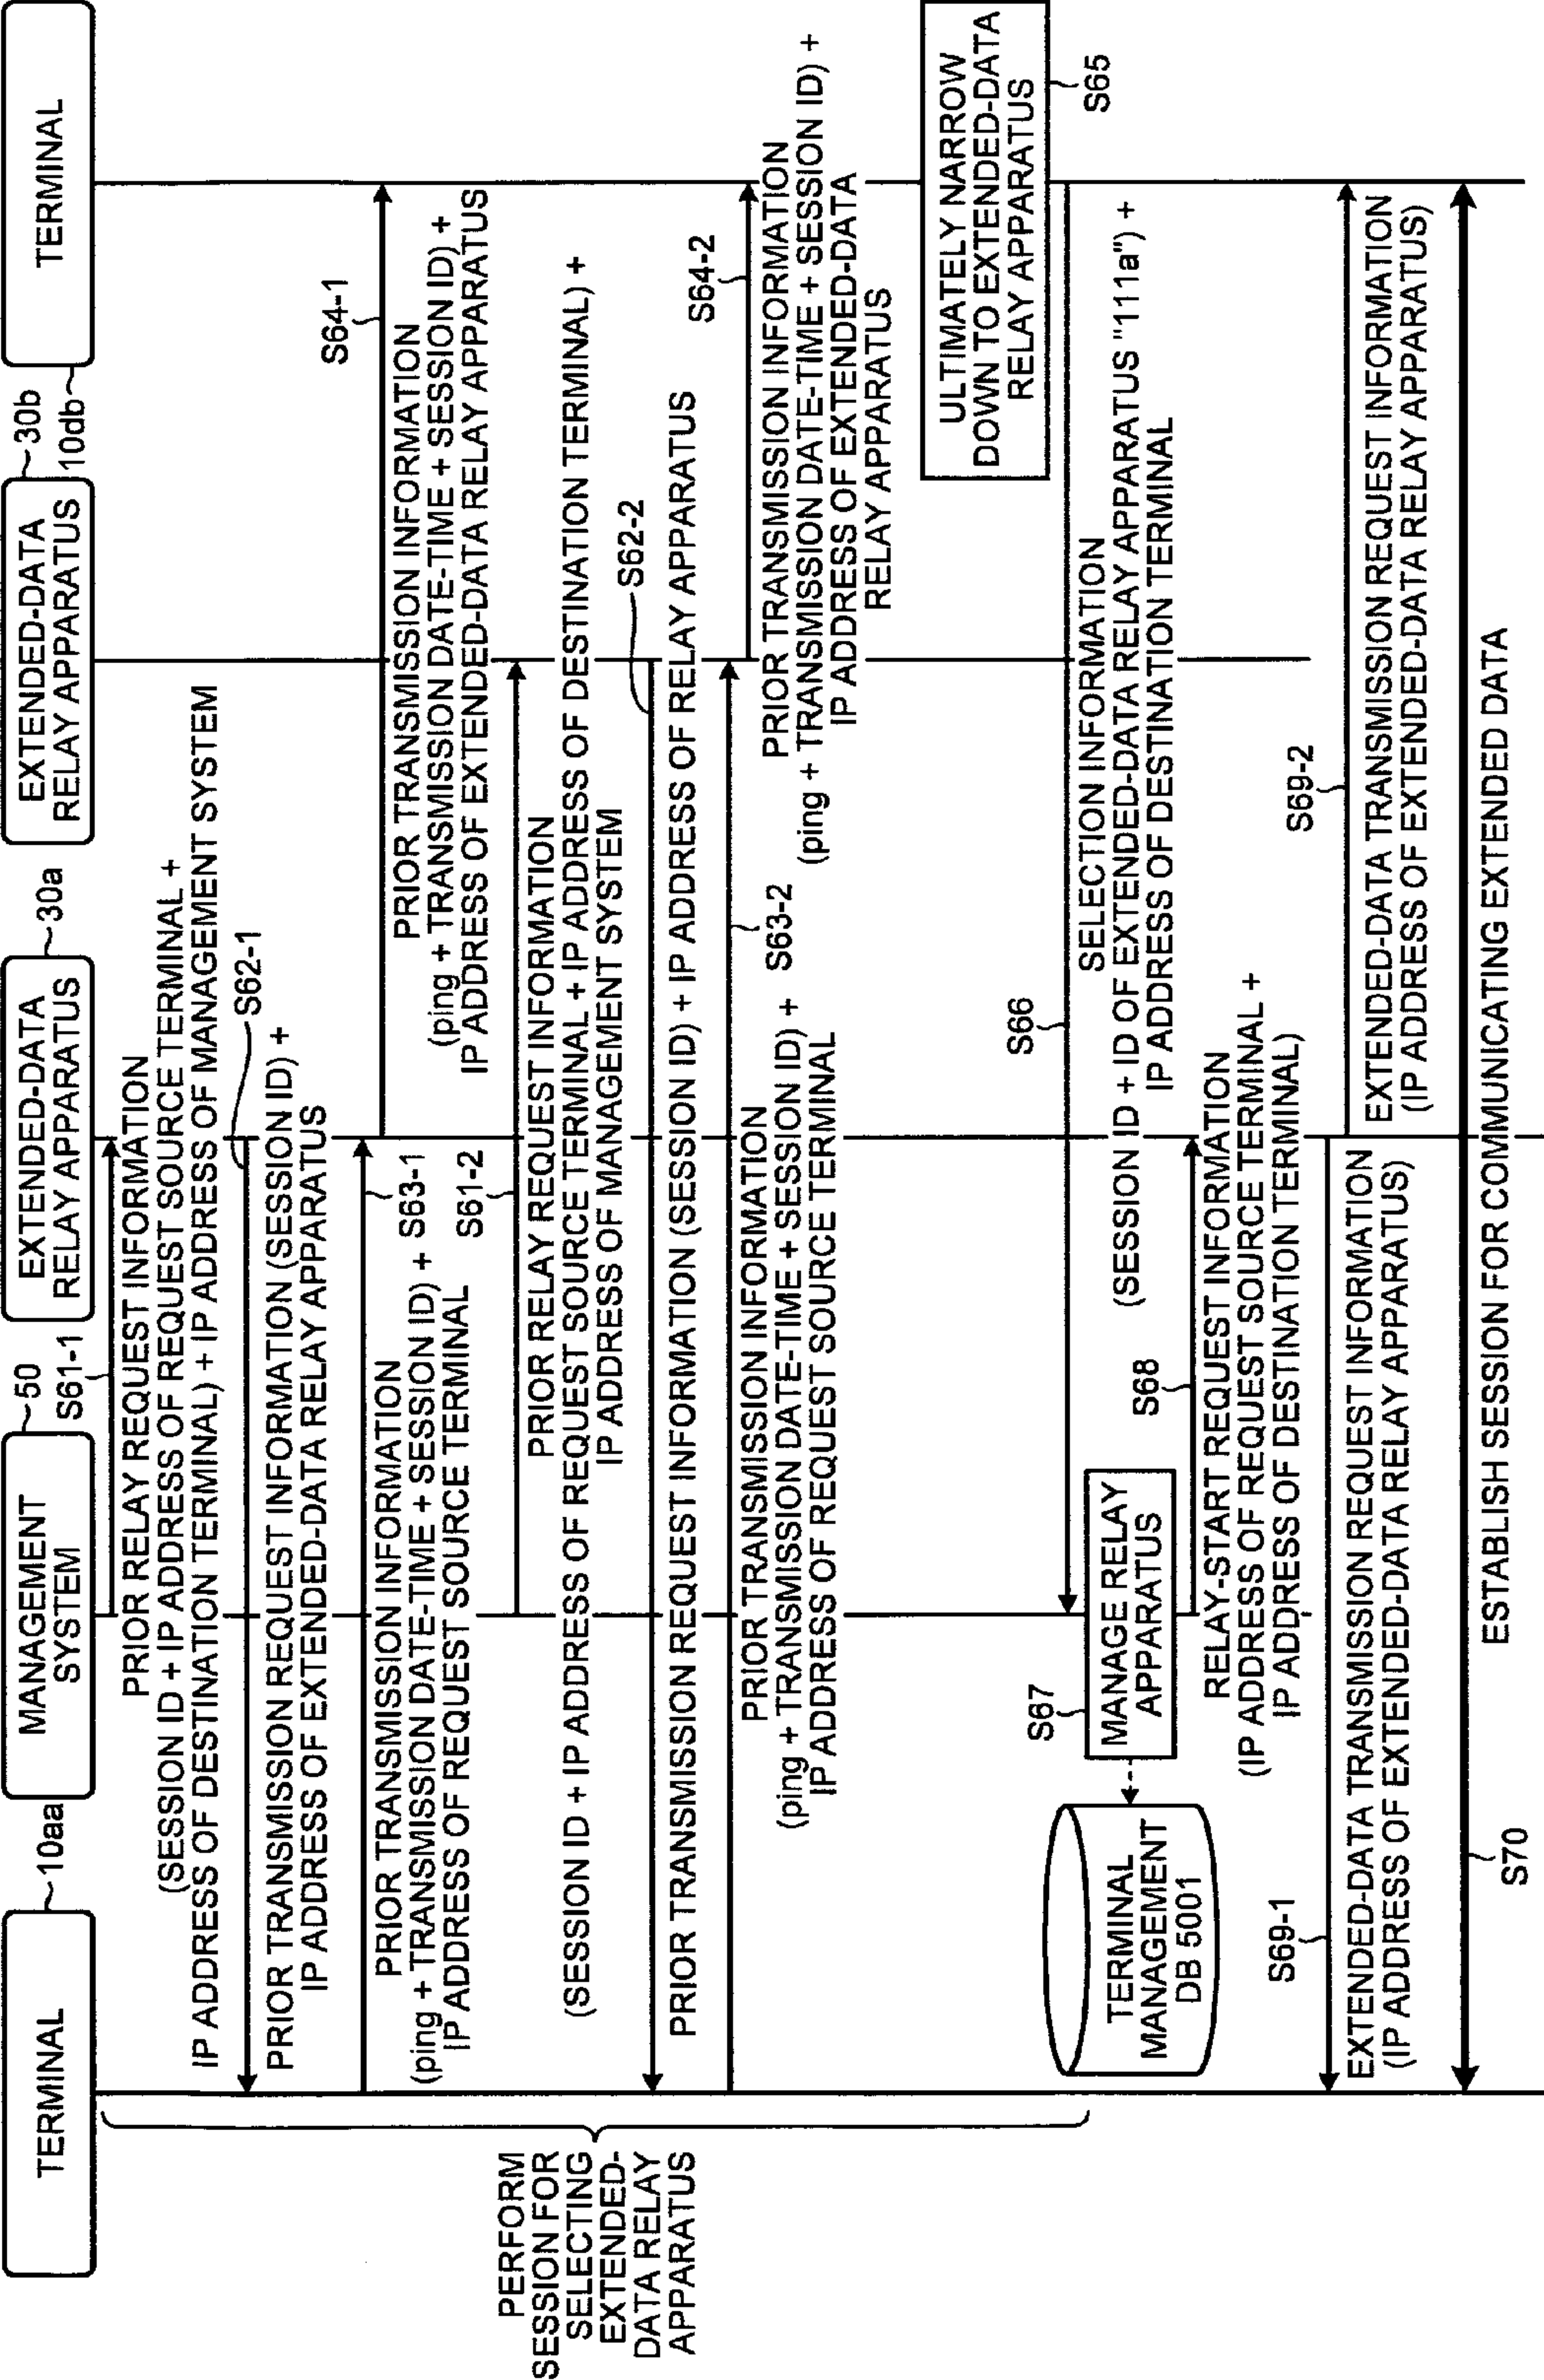 TERMINAL
10aa
MANAGEMENT
SYSTEM
50
EXTENDED-DATA
RELAY APPARATUS
30a
EXTENDED-DATA
RELAY APPARATUS
30b
TERMINAL
10db
S61-1
PRIOR RELAY REQUEST INFORMATION
(SESSION ID + IP ADDRESS OF REQUEST SOURCE TERMINAL +
IP ADDRESS OF DESTINATION TERMINAL) + IP ADDRESS OF MANAGEMENT SYSTEM
S62-1
PRIOR TRANSMISSION REQUEST INFORMATION (SESSION ID) +
IP ADDRESS OF EXTENDED-DATA RELAY APPARATUS
S63-1
PRIOR TRANSMISSION INFORMATION
(ping + TRANSMISSION DATE-TIME + SESSION ID) +
IP ADDRESS OF REQUEST SOURCE TERMINAL
S64-1
PRIOR TRANSMISSION INFORMATION
(ping + TRANSMISSION DATE-TIME + SESSION ID) +
IP ADDRESS OF EXTENDED-DATA RELAY APPARATUS
S61-2
PRIOR RELAY REQUEST INFORMATION
(SESSION ID + IP ADDRESS OF REQUEST SOURCE TERMINAL + IP ADDRESS OF DESTINATION TERMINAL) +
IP ADDRESS OF MANAGEMENT SYSTEM
S62-2
PRIOR TRANSMISSION REQUEST INFORMATION (SESSION ID) + IP ADDRESS OF RELAY APPARATUS
S63-2
PRIOR TRANSMISSION INFORMATION
(ping + TRANSMISSION DATE-TIME + SESSION ID) +
IP ADDRESS OF REQUEST SOURCE TERMINAL
S64-2
PRIOR TRANSMISSION INFORMATION
(ping + TRANSMISSION DATE-TIME + SESSION ID) +
IP ADDRESS OF EXTENDED-DATA
RELAY APPARATUS
PERFORM
SESSION FOR
SELECTING
EXTENDED-
DATA RELAY
APPARATUS
ULTIMATELY NARROW
DOWN TO EXTENDED-DATA
RELAY APPARATUS
S65
S66
SELECTION INFORMATION
(SESSION ID + ID OF EXTENDED-DATA RELAY APPARATUS "111a") +
IP ADDRESS OF DESTINATION TERMINAL
S67
MANAGE RELAY
APPARATUS
TERMINAL
MANAGEMENT
DB 5001
S68
RELAY-START REQUEST INFORMATION
(IP ADDRESS OF REQUEST SOURCE TERMINAL +
IP ADDRESS OF DESTINATION TERMINAL)
S69-1
EXTENDED-DATA TRANSMISSION REQUEST INFORMATION
(IP ADDRESS OF EXTENDED-DATA RELAY APPARATUS)
S69-2
EXTENDED-DATA TRANSMISSION REQUEST INFORMATION
(IP ADDRESS OF EXTENDED-DATA RELAY APPARATUS)
S70
ESTABLISH SESSION FOR COMMUNICATING EXTENDED DATA